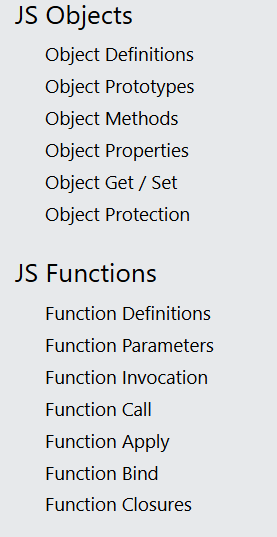 JS Objects
Object Definitions
Object Prototypes
Object Methods
Object Properties
Object Get / Set
Object Protection
JS Functions
Function Definitions
Function Parameters
Function Invocation
Function Call
Function Apply
Function Bind
Function Closures